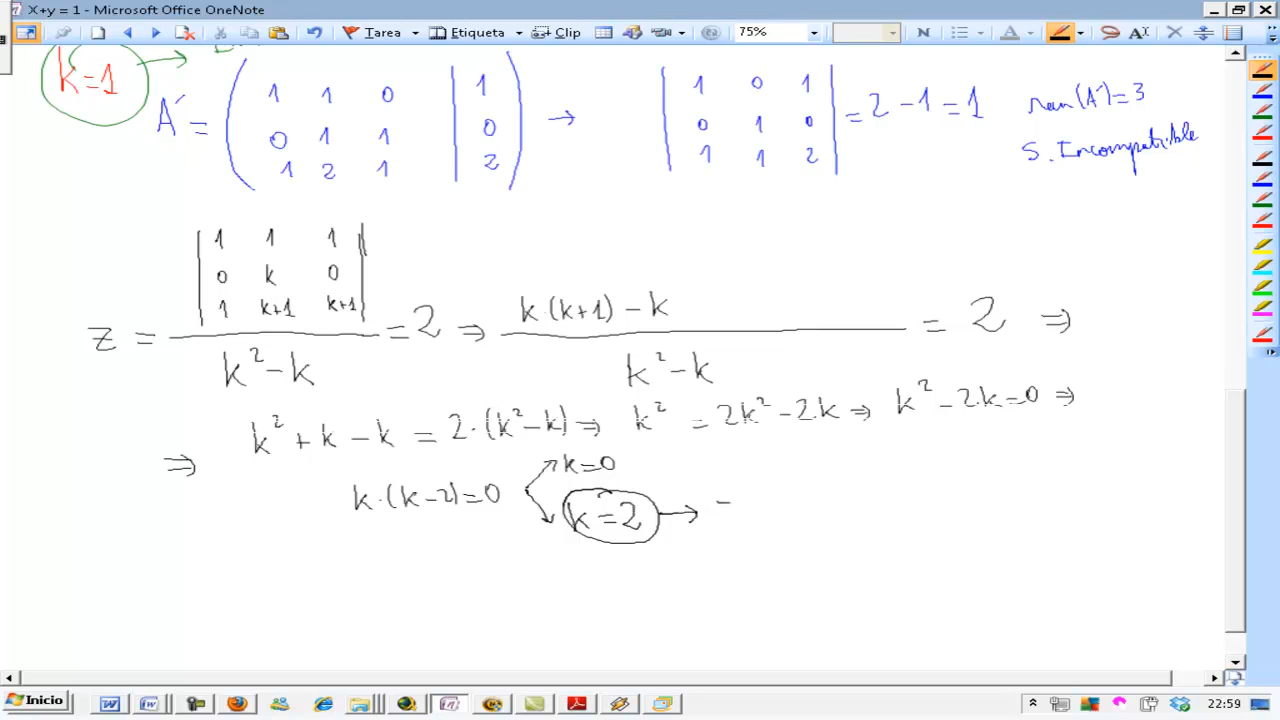 X+y = 1 - Microsoft Office OneNote
Tarea Etiqueta Clip 75% N A
k=1 →
A' = ( 1 1 0 | 1 )
( 0 1 1 | 0 )
( 1 2 1 | 2 )
→ | 1 0 1 |
| 0 1 0 |
| 1 1 2 |
= 2 - 1 = 1
ran(A') = 3
S. Incompatible
| 1 1 1 |
| 0 k 0 |
| 1 k+1 k+1 |
z = / k² - k = 2 ⇒ k·(k+1) - k / k² - k = 2 ⇒
⇒ k² + k - k = 2·(k² - k) ⇒ k² = 2k² - 2k ⇒ k² - 2k = 0 ⇒
k·(k-2) = 0
k=0
k=2 →
Inicio 22:59